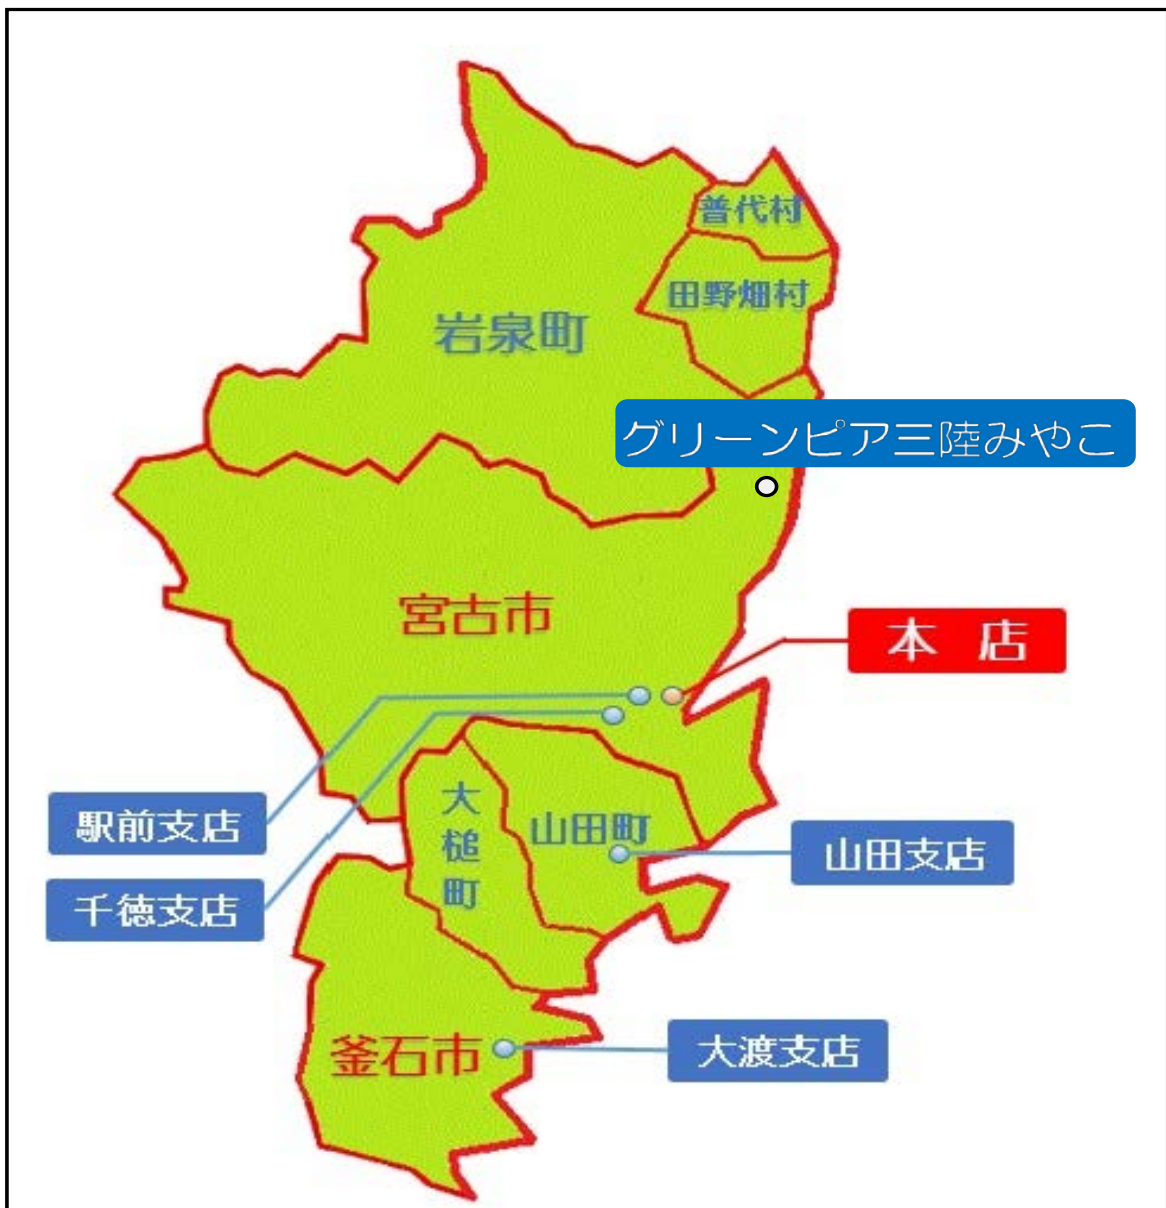 普代村
田野畑村
岩泉町
グリーンピア三陸みやこ
宮古市
本 店
駅前支店
大槌町
山田町
山田支店
千徳支店
釜石市
大渡支店